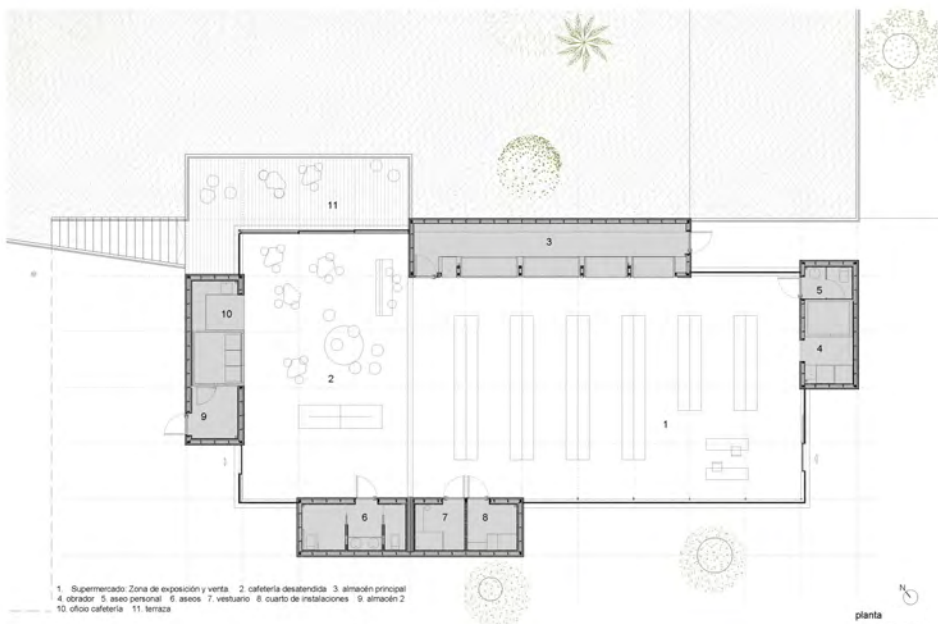 11
3
5
10
4
2
9
1
6
7
8
1. Supermercado: Zona de exposición y venta 2. cafetería desatendida 3. almacén principal
4. obrador 5. aseo personal 6. aseos 7. vestuario 8. cuarto de instalaciones 9. almacén 2
10. oficio cafetería 11. terraza
N
planta